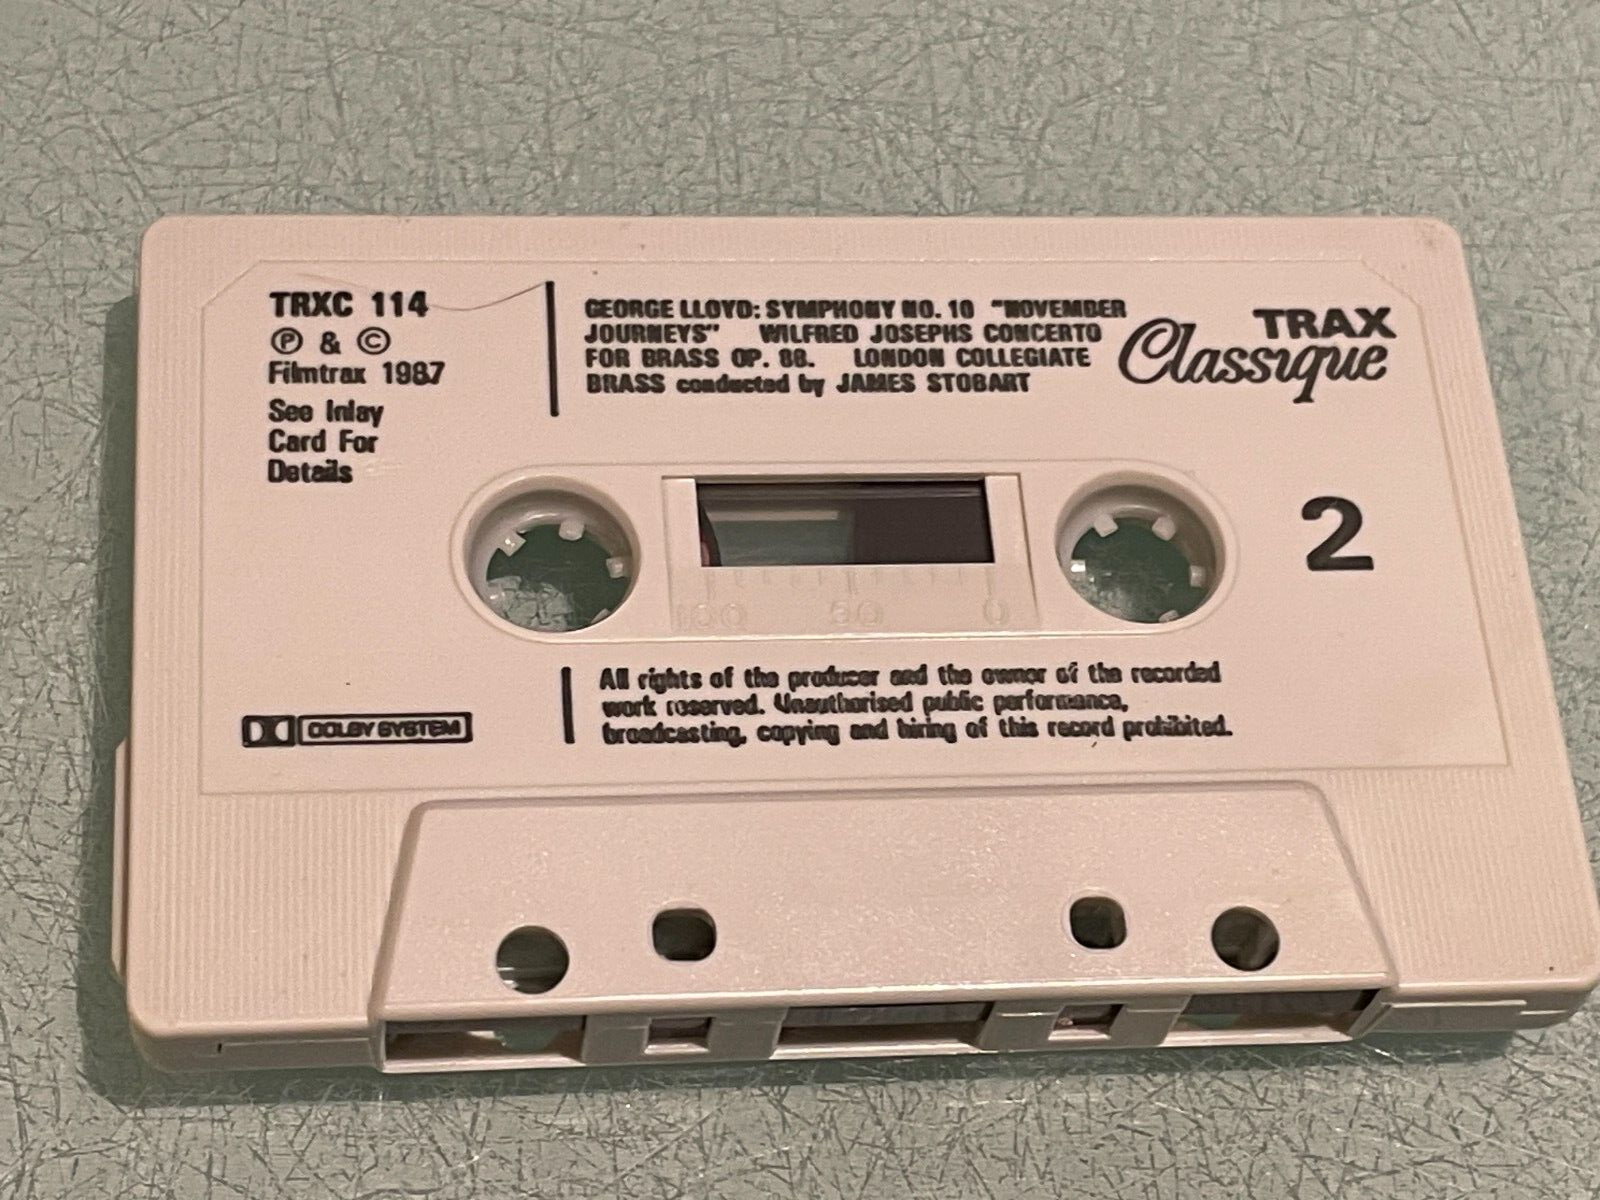 TRXC 114
Ⓟ & ©
Filmtrax 1987
See Inlay
Card For
Details
GEORGE LLOYD: SYMPHONY NO. 10 "NOVEMBER
JOURNEYS" WILFRED JOSEPHS CONCERTO
FOR BRASS OP. 88. LONDON COLLEGIATE
BRASS conducted by JAMES STOBART
TRAX
Classique
2
100 50 0
DOLBY SYSTEM
All rights of the producer and the owner of the recorded
work reserved. Unauthorised public performance,
broadcasting, copying and hiring of this record prohibited.